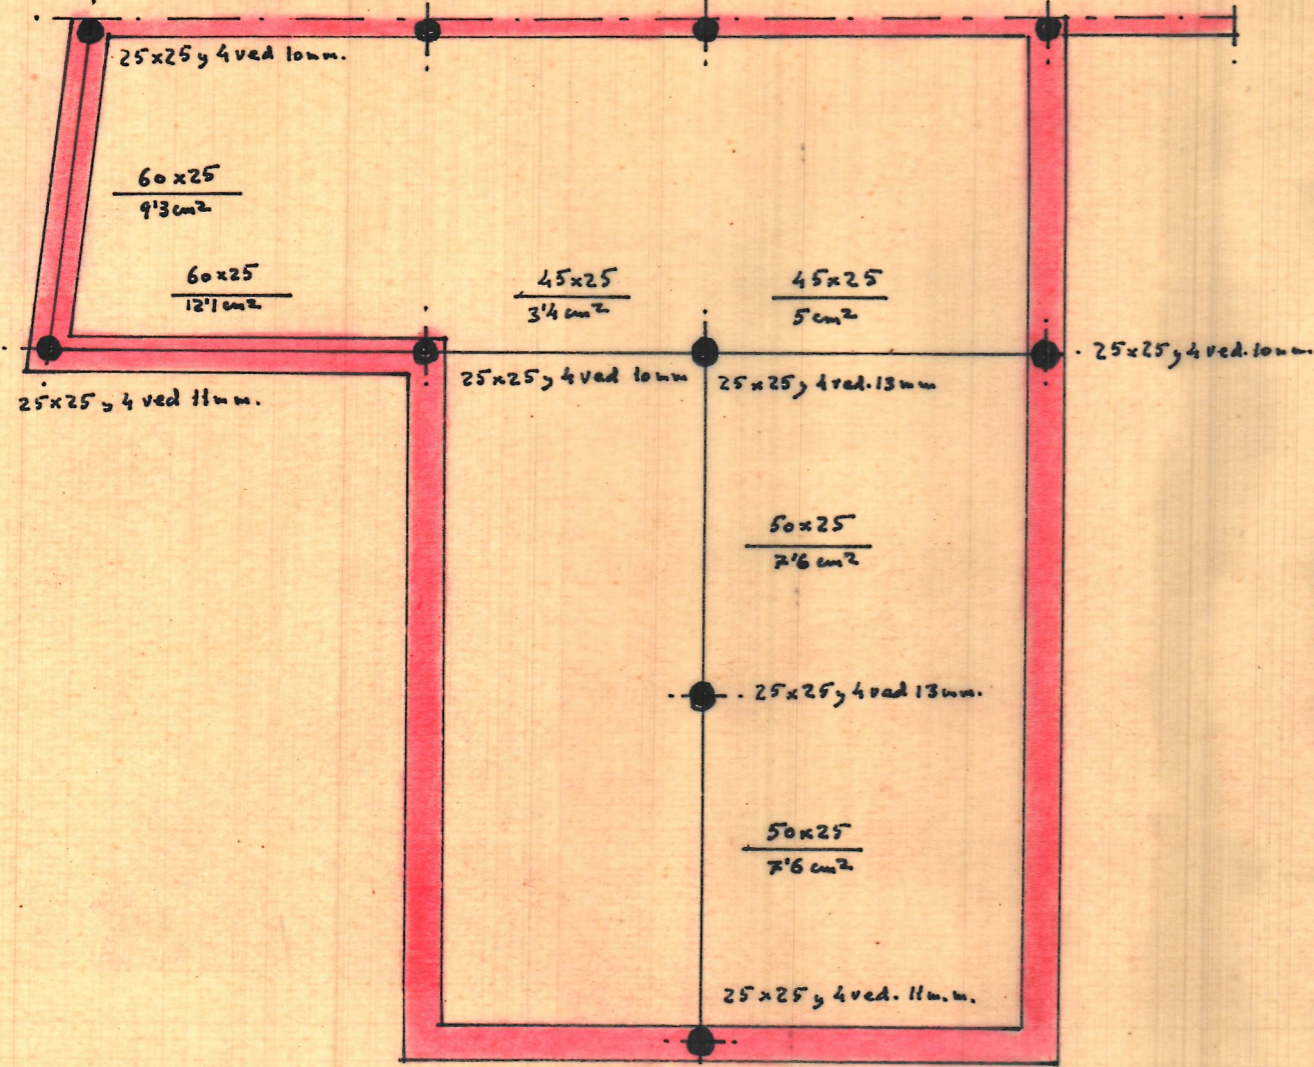 25x25 y 4 ved 10mm.
60x25
9'3 cm2
60x25
12'1 cm2
45x25
3'4 cm2
45x25
5 cm2
25x25 y 4 ved. 10mm.
25x25 y 4 ved 10mm
25x25 y 4 ved. 13mm
25x25 y 4 ved 11mm.
50x25
7'6 cm2
25x25 y 4 ved 13mm.
50x25
7'6 cm2
25x25 y 4 ved. 11m.m.